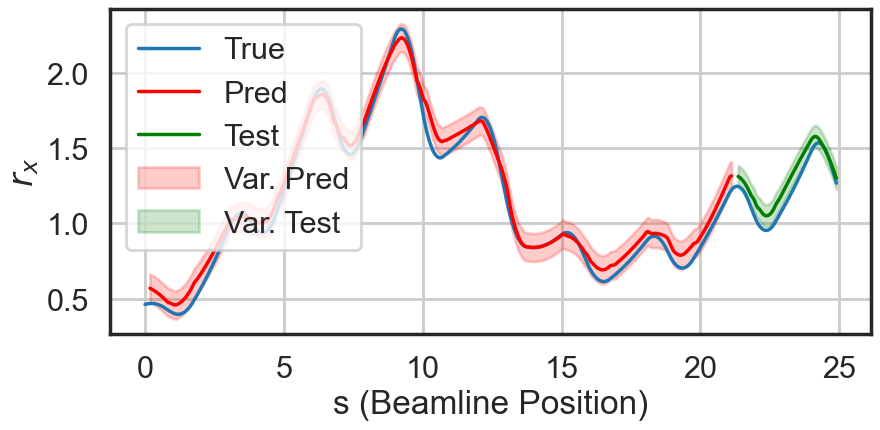 True
Pred
Test
Var. Pred
Var. Test
2.0
1.5
1.0
0.5
r_x
0 5 10 15 20 25
s (Beamline Position)